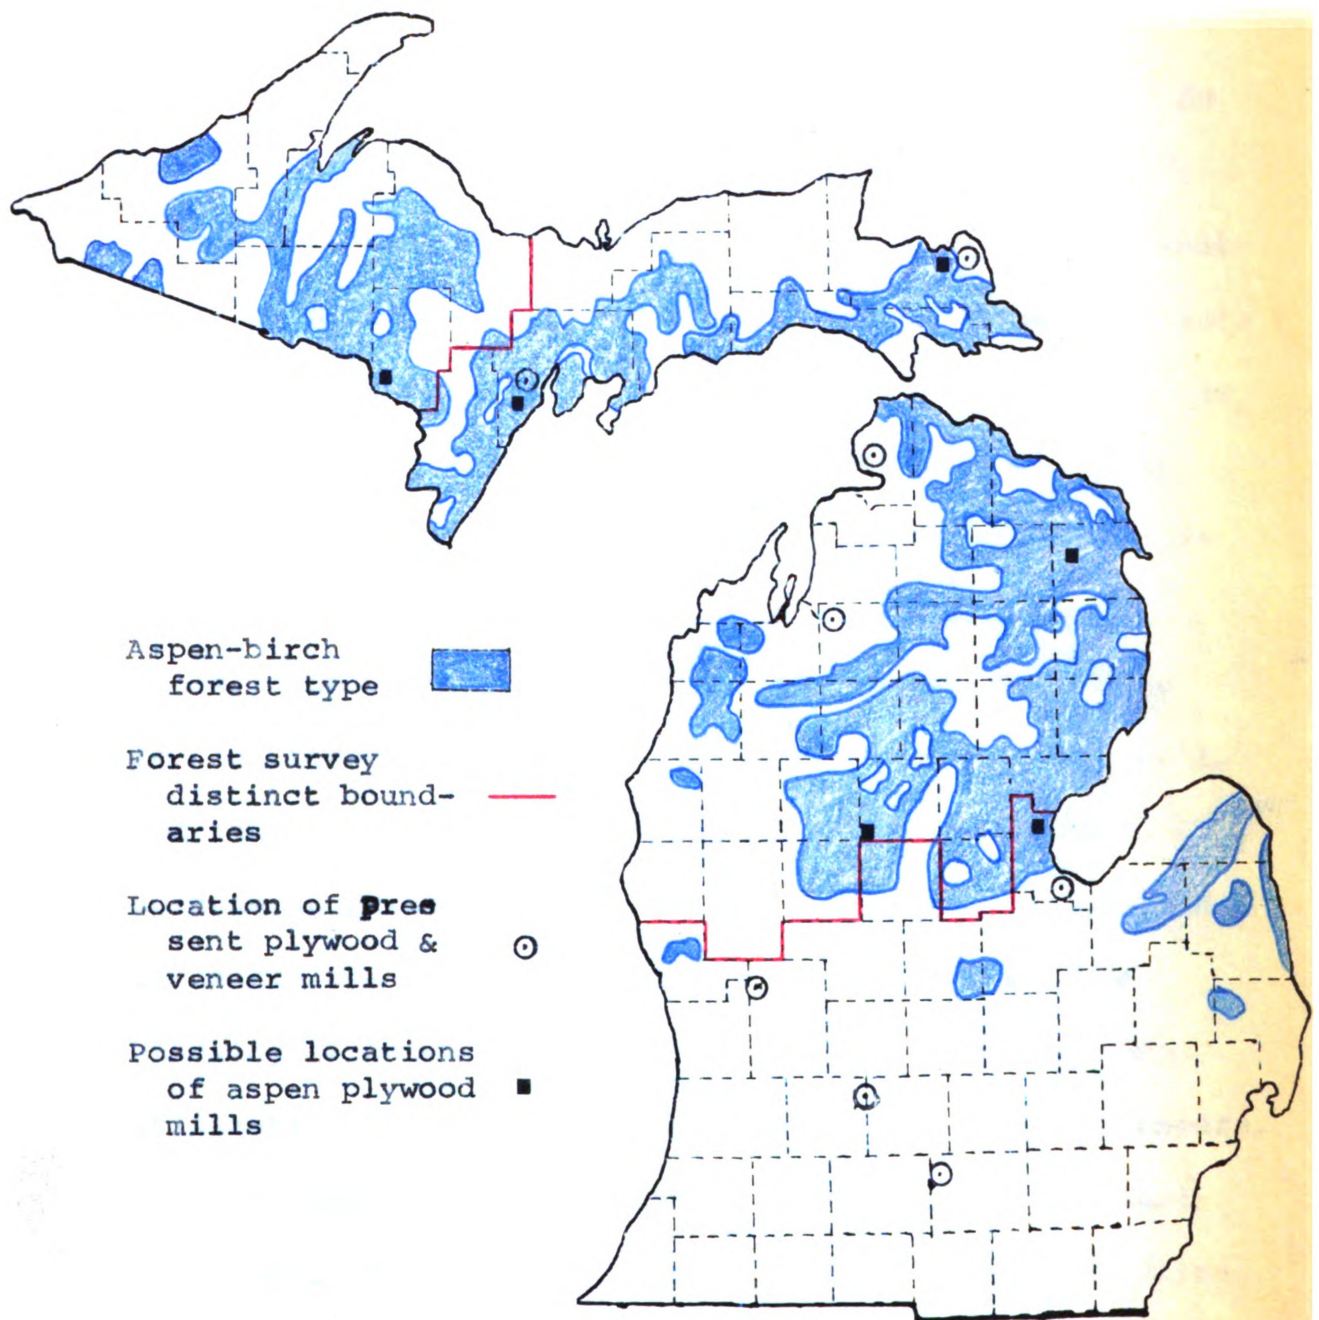 Aspen-birch
forest type
Forest survey
distinct bound-
aries
Location of pres
sent plywood &
veneer mills
Possible locations
of aspen plywood
mills